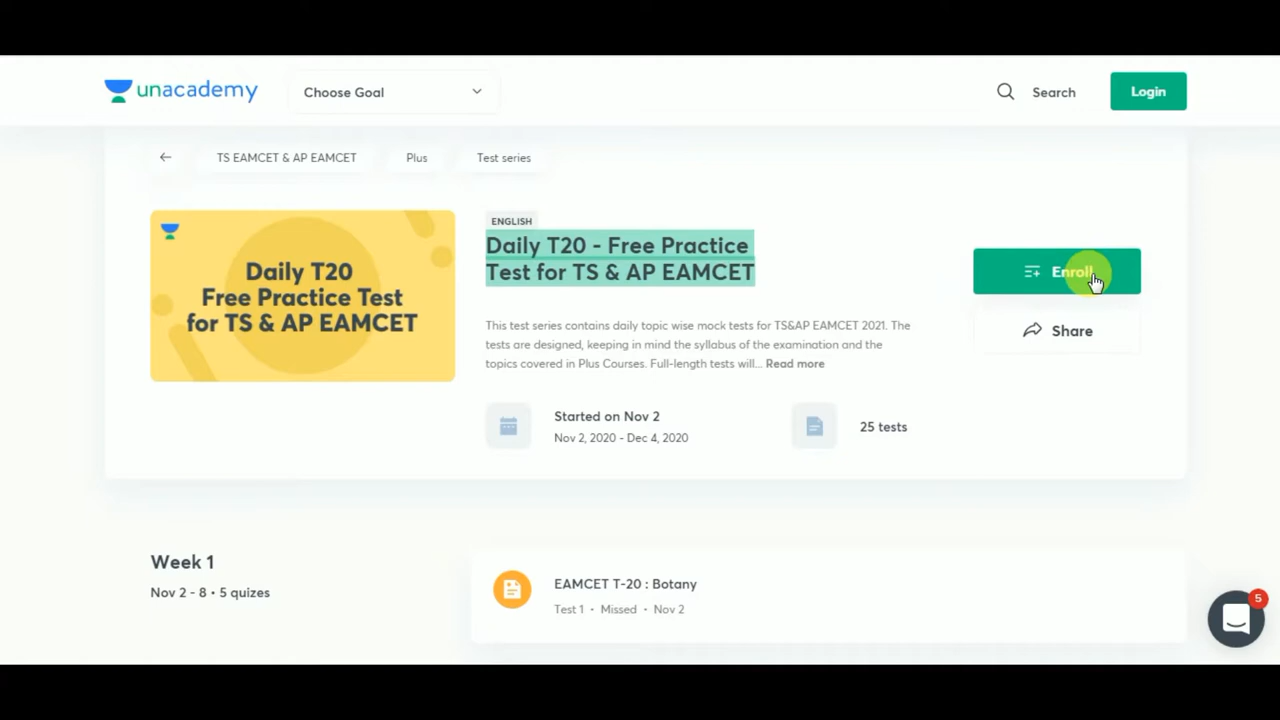 unacademy
Choose Goal
Search
Login
TS EAMCET & AP EAMCET
Plus
Test series
Daily T20
Free Practice Test
for TS & AP EAMCET
ENGLISH
Daily T20 - Free Practice
Test for TS & AP EAMCET
This test series contains daily topic wise mock tests for TS&AP EAMCET 2021. The
tests are designed, keeping in mind the syllabus of the examination and the
topics covered in Plus Courses. Full-length tests will... Read more
Started on Nov 2
Nov 2, 2020 - Dec 4, 2020
25 tests
Enroll
Share
Week 1
Nov 2 - 8 • 5 quizes
EAMCET T-20 : Botany
Test 1 • Missed • Nov 2
5